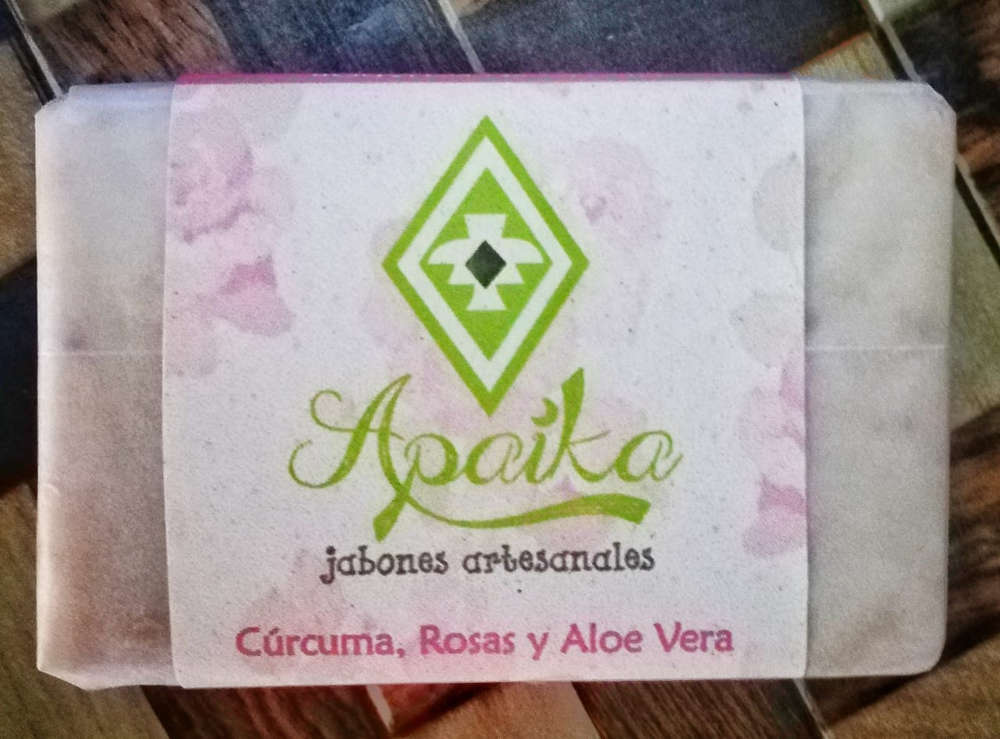 Apaika
jabones artesanales
Cúrcuma, Rosas y Aloe Vera